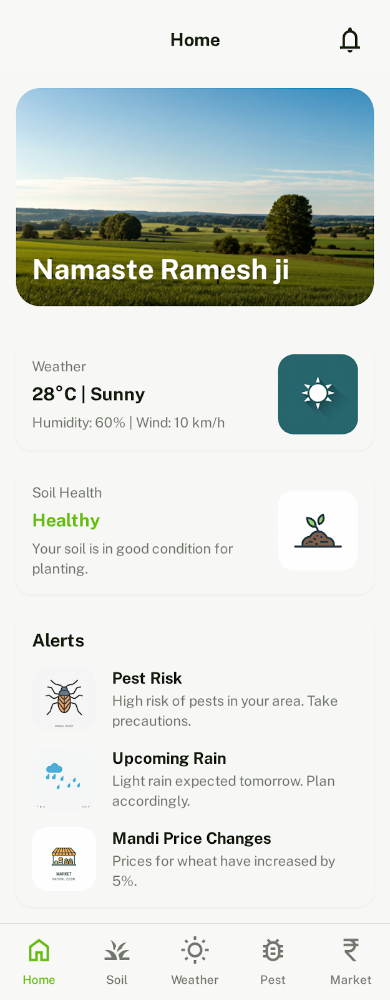 Home
Namaste Ramesh ji
Weather
28°C | Sunny
Humidity: 60% | Wind: 10 km/h
Soil Health
Healthy
Your soil is in good condition for
planting.
Alerts
Pest Risk
High risk of pests in your area. Take
precautions.
Upcoming Rain
Light rain expected tomorrow. Plan
accordingly.
MARKET
Mandi Price Changes
Prices for wheat have increased by
5%.
Home
Soil
Weather
Pest
Market